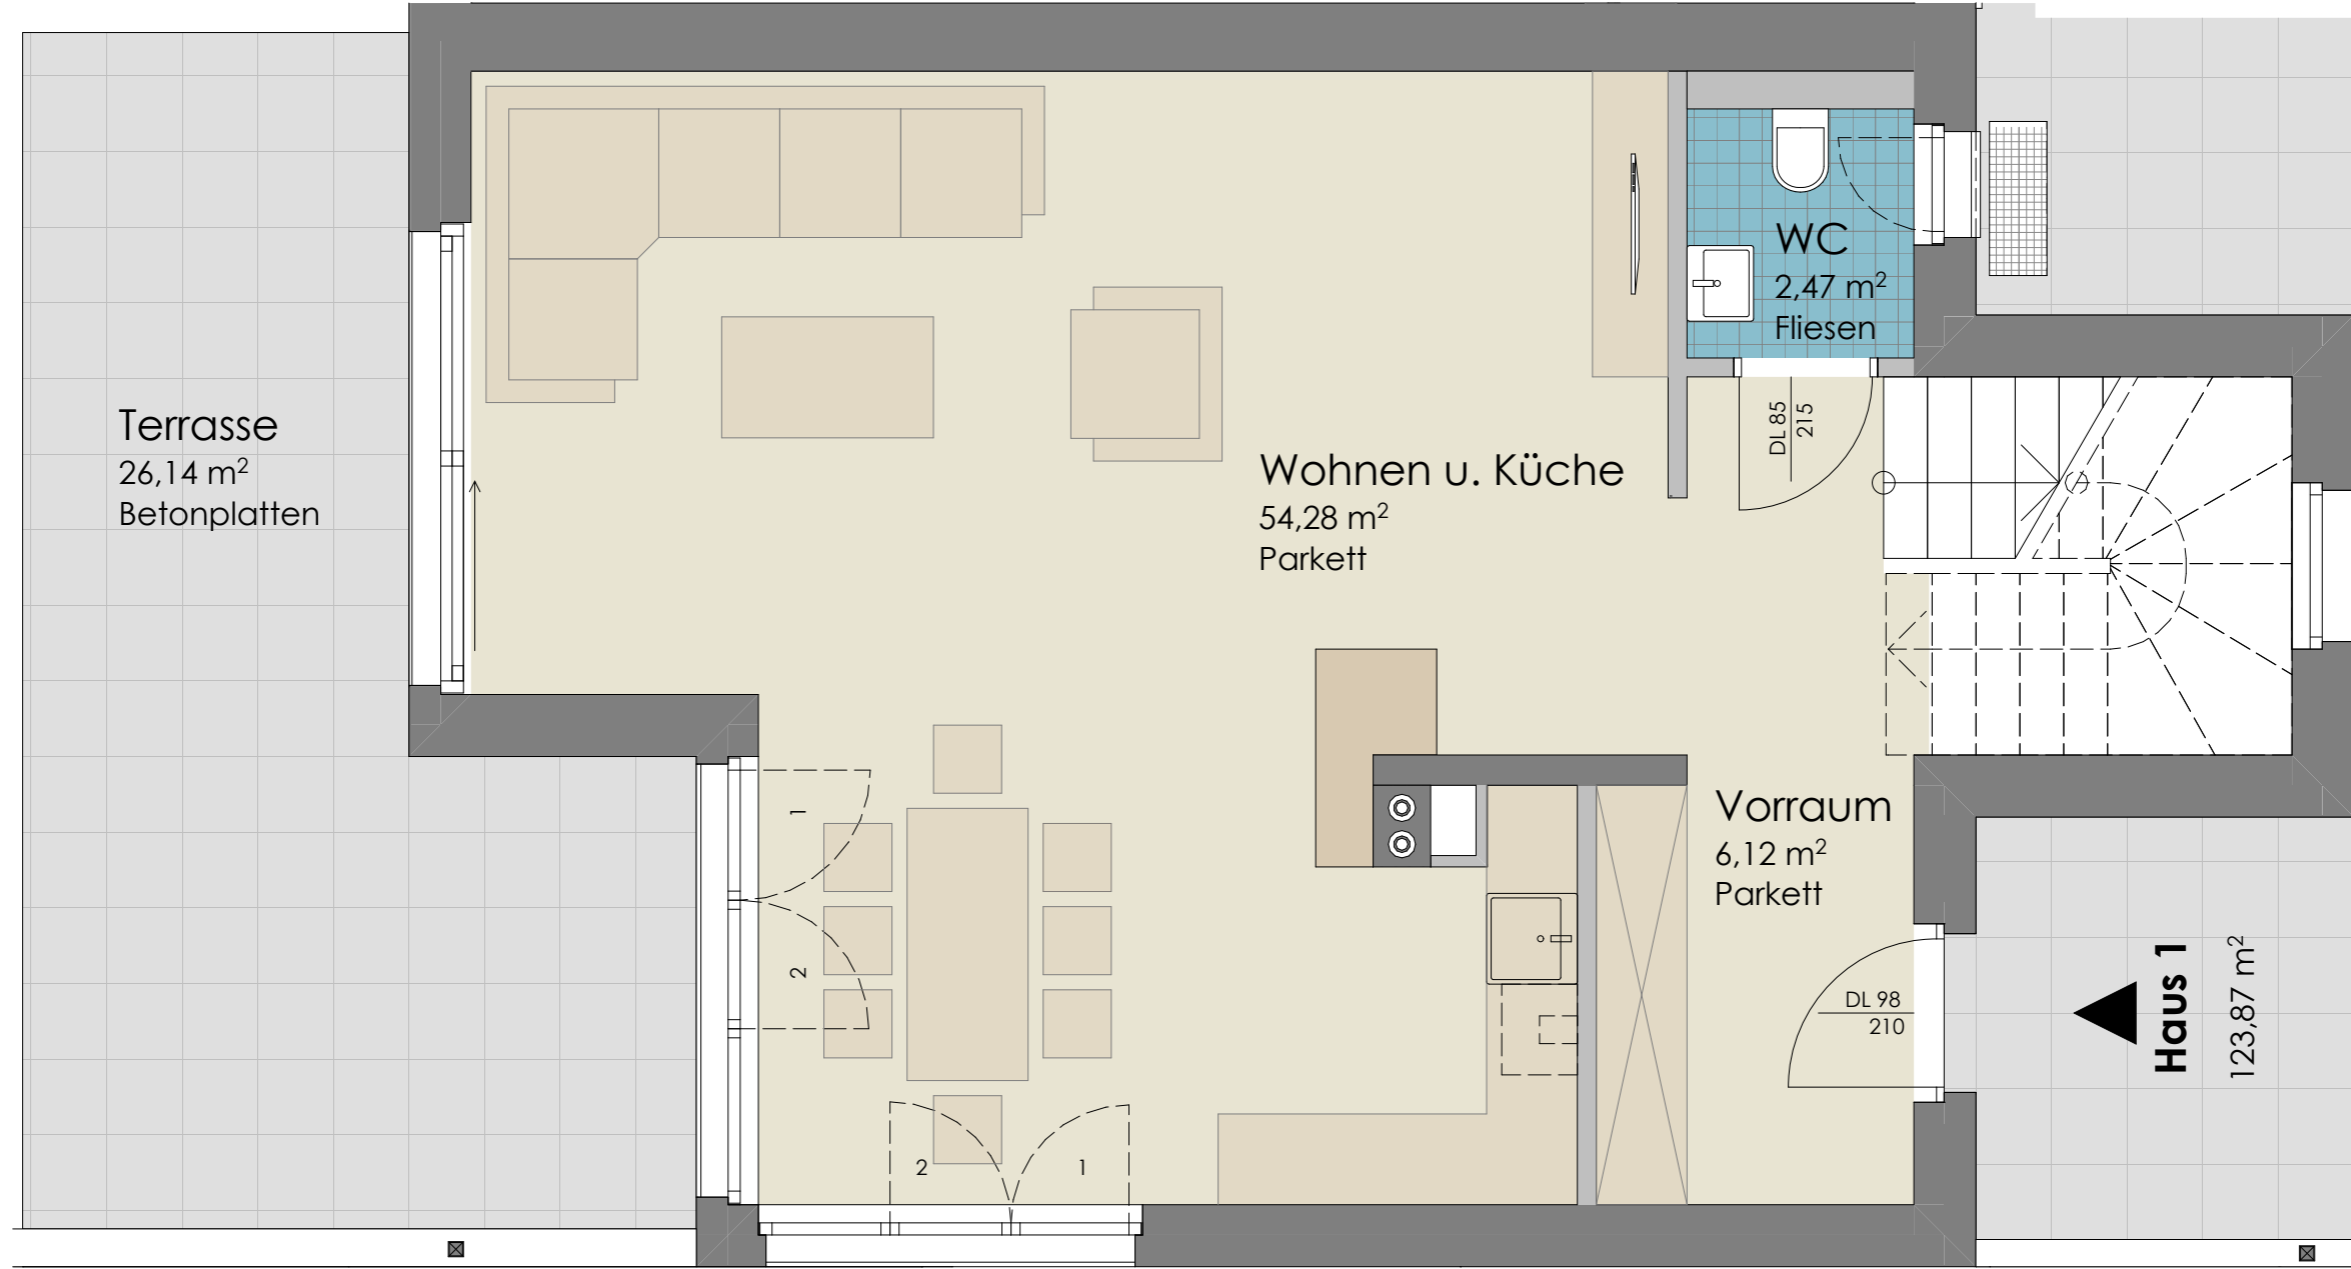 WC
2,47 m²
Fliesen
Terrasse
26,14 m²
Betonplatten
DL 85
215
Wohnen u. Küche
54,28 m²
Parkett
Vorraum
6,12 m²
Parkett
1
2
DL 98
210
Haus 1
123,87 m²
2
1